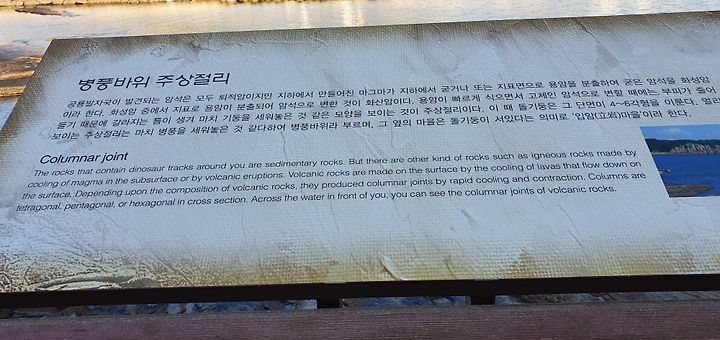 병풍바위 주상절리
공룡발자국이 발견되는 암석은 모두 퇴적암이지만 지하에서 만들어진 마그마가 지하에서 굳거나 또는 지표면으로 용암을 분출하여 굳은 암석을 화성암
이라 한다. 화성암 중에서 지표로 용암이 분출되어 암석으로 변한 것이 화산암이다. 용암이 빠르게 식으면서 고체인 암석으로 변할 때에는 부피가 줄어
들기 때문에 갈라지는 틈이 생겨 마치 기둥을 세워놓은 것 같은 모양을 보이는 것이 주상절리이다. 이 때 돌기둥은 그 단면이 4~6각형을 이룬다.
보이는 주상절리는 마치 병풍을 세워놓은 것 같다하여 병풍바위라 부르며, 그 옆의 마을은 돌기둥이 서있다는 의미로 '입암(立岩)마을'이라 한다.
Columnar joint
The rocks that contain dinosaur tracks around you are sedimentary rocks. But there are other kind of rocks such as igneous rocks made by
cooling of magma in the subsurface or by volcanic eruptions. Volcanic rocks are made on the surface by the cooling of lavas that flow down on
the surface. Depending upon the composition of volcanic rocks, they produced columnar joints by rapid cooling and contraction. Columns are
tetragonal, pentagonal, or hexagonal in cross section. Across the water in front of you, you can see the columnar joints of volcanic rocks.